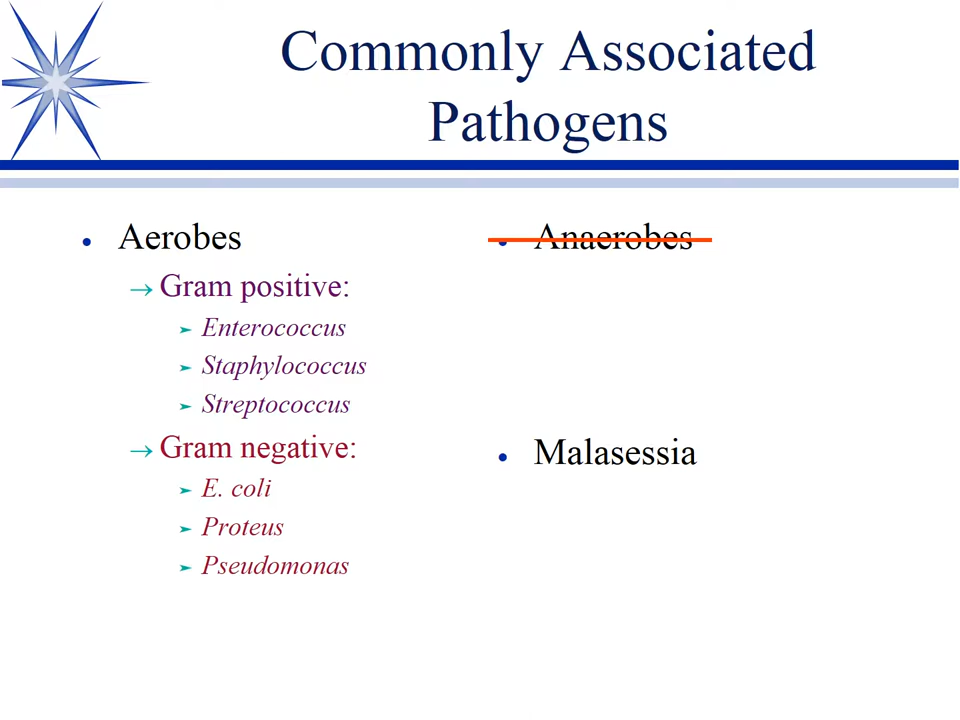 Commonly Associated
Pathogens
• Aerobes
→ Gram positive:
➢ Enterococcus
➢ Staphylococcus
➢ Streptococcus
→ Gram negative:
➢ E. coli
➢ Proteus
➢ Pseudomonas
• Anaerobes
• Malasessia